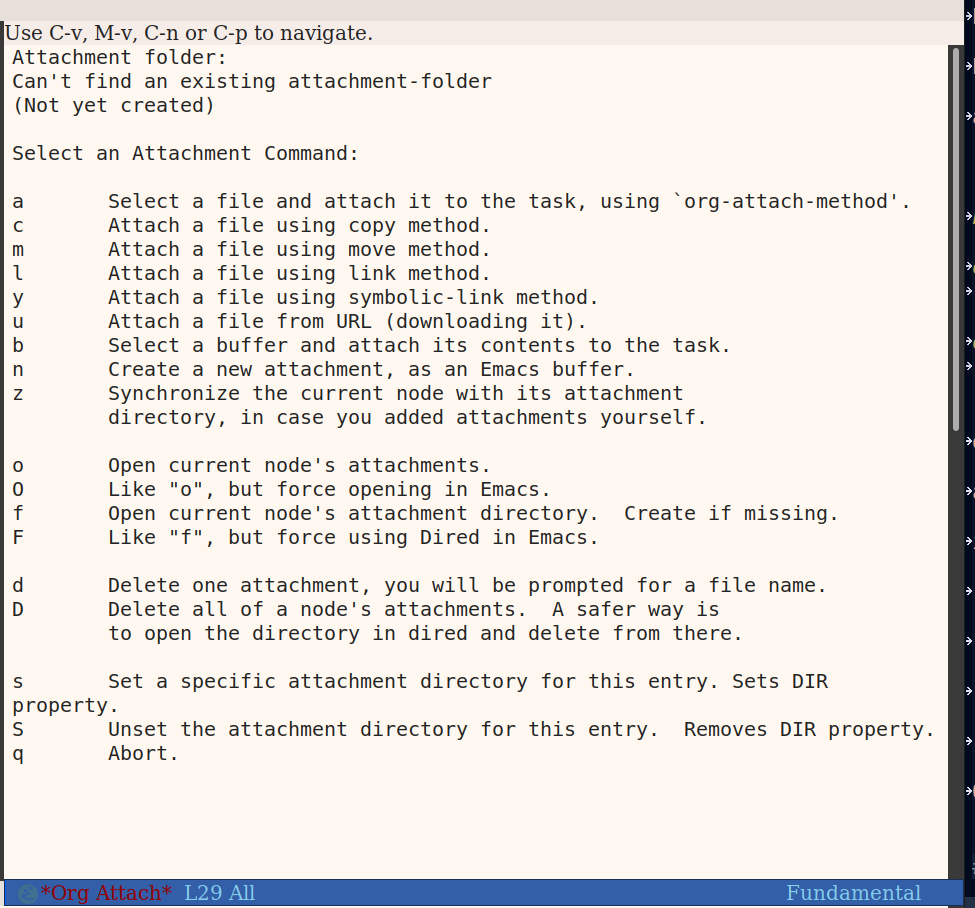 Use C-v, M-v, C-n or C-p to navigate.
Attachment folder:
Can't find an existing attachment-folder
(Not yet created)
Select an Attachment Command:
a       Select a file and attach it to the task, using `org-attach-method'.
c       Attach a file using copy method.
m       Attach a file using move method.
l       Attach a file using link method.
y       Attach a file using symbolic-link method.
u       Attach a file from URL (downloading it).
b       Select a buffer and attach its contents to the task.
n       Create a new attachment, as an Emacs buffer.
z       Synchronize the current node with its attachment
        directory, in case you added attachments yourself.
o       Open current node's attachments.
O       Like "o", but force opening in Emacs.
f       Open current node's attachment directory.  Create if missing.
F       Like "f", but force using Dired in Emacs.
d       Delete one attachment, you will be prompted for a file name.
D       Delete all of a node's attachments.  A safer way is
        to open the directory in dired and delete from there.
s       Set a specific attachment directory for this entry. Sets DIR
property.
S       Unset the attachment directory for this entry.  Removes DIR property.
q       Abort.
*Org Attach*  L29 All  Fundamental